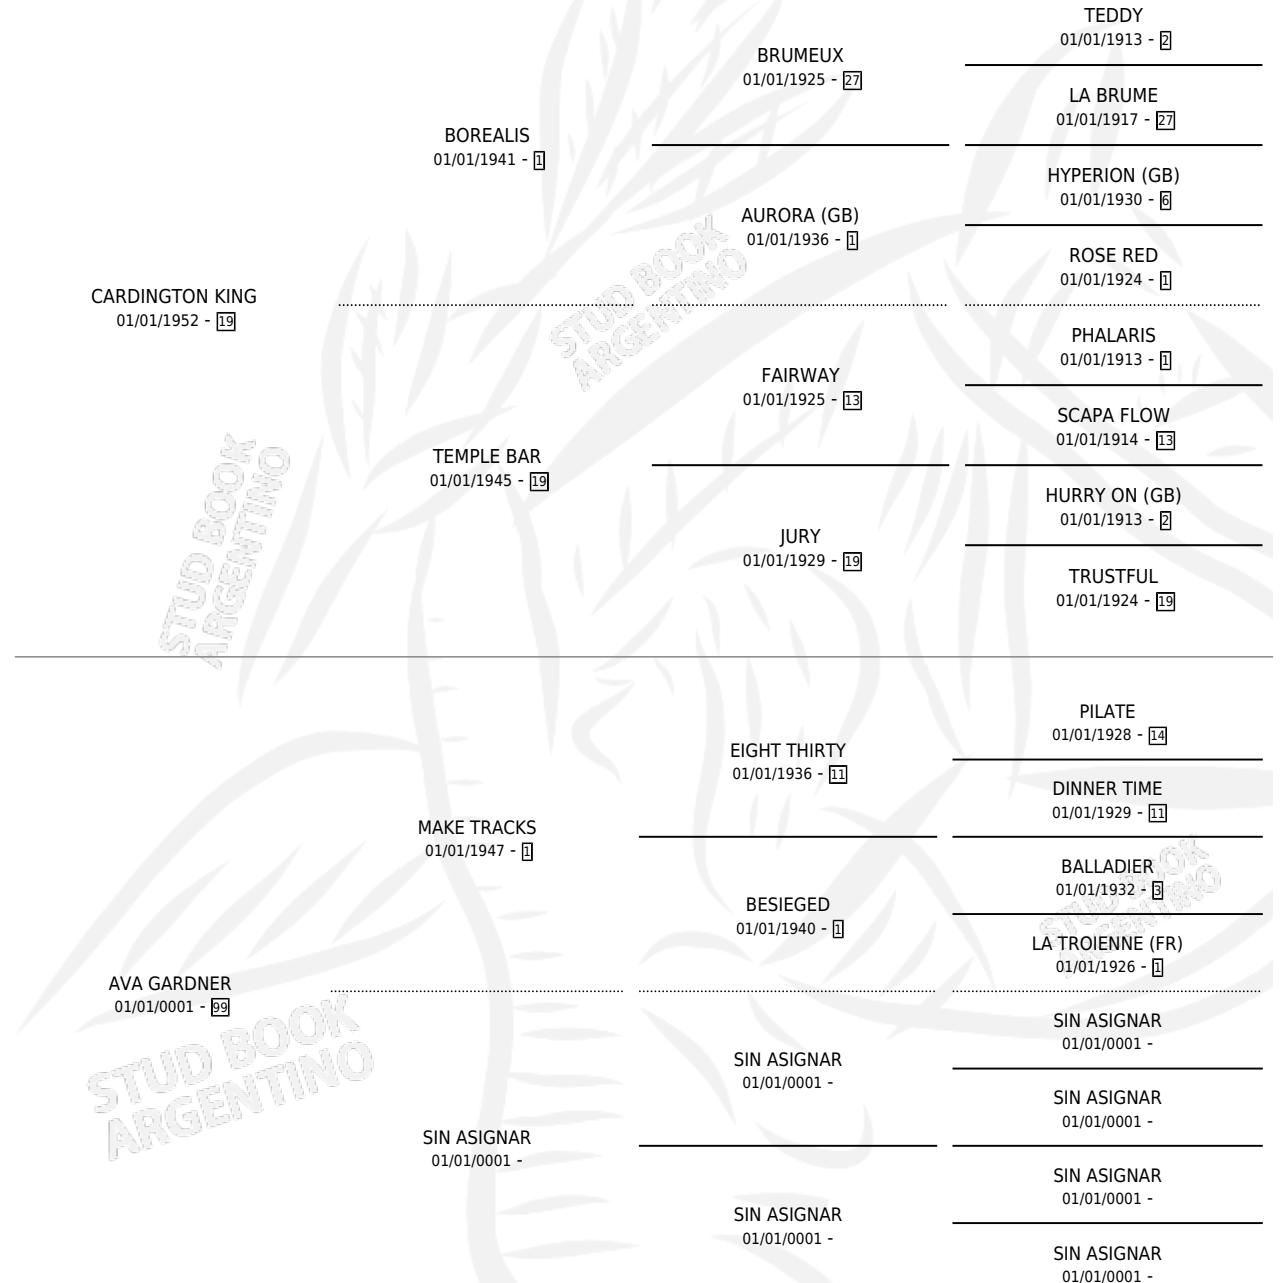 TEDDY
01/01/1913 - 2
BRUMEUX
01/01/1925 - 27
LA BRUME
01/01/1917 - 27
BOREALIS
01/01/1941 - 1
HYPERION (GB)
01/01/1930 - 6
AURORA (GB)
01/01/1936 - 1
ROSE RED
01/01/1924 - 1
CARDINGTON KING
01/01/1952 - 19
PHALARIS
01/01/1913 - 1
FAIRWAY
01/01/1925 - 13
SCAPA FLOW
01/01/1914 - 13
TEMPLE BAR
01/01/1945 - 19
HURRY ON (GB)
01/01/1913 - 2
JURY
01/01/1929 - 19
TRUSTFUL
01/01/1924 - 19
STUD BOOK
ARGENTINO
STUD BOOK
ARGENTINO
PILATE
01/01/1928 - 14
EIGHT THIRTY
01/01/1936 - 11
DINNER TIME
01/01/1929 - 11
MAKE TRACKS
01/01/1947 - 1
BALLADIER
01/01/1932 - 3
BESIEGED
01/01/1940 - 1
LA TROIENNE (FR)
01/01/1926 - 1
AVA GARDNER
01/01/0001 - 99
SIN ASIGNAR
01/01/0001 -
SIN ASIGNAR
01/01/0001 -
SIN ASIGNAR
01/01/0001 -
SIN ASIGNAR
01/01/0001 -
SIN ASIGNAR
01/01/0001 -
SIN ASIGNAR
01/01/0001 -
SIN ASIGNAR
01/01/0001 -
STUD BOOK
ARGENTINO
STUD BOOK
ARGENTINO